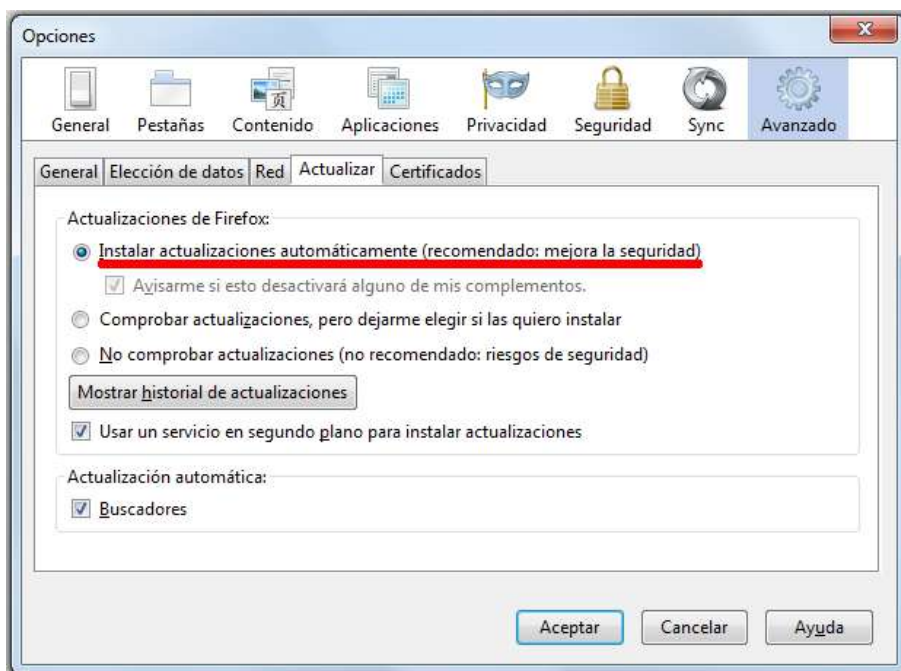 Opciones
General Pestañas Contenido Aplicaciones Privacidad Seguridad Sync Avanzado
General Elección de datos Red Actualizar Certificados
Actualizaciones de Firefox:
Instalar actualizaciones automáticamente (recomendado: mejora la seguridad)
Avisarme si esto desactivará alguno de mis complementos.
Comprobar actualizaciones, pero dejarme elegir si las quiero instalar
No comprobar actualizaciones (no recomendado: riesgos de seguridad)
Mostrar historial de actualizaciones
Usar un servicio en segundo plano para instalar actualizaciones
Actualización automática:
Buscadores
Aceptar Cancelar Ayuda